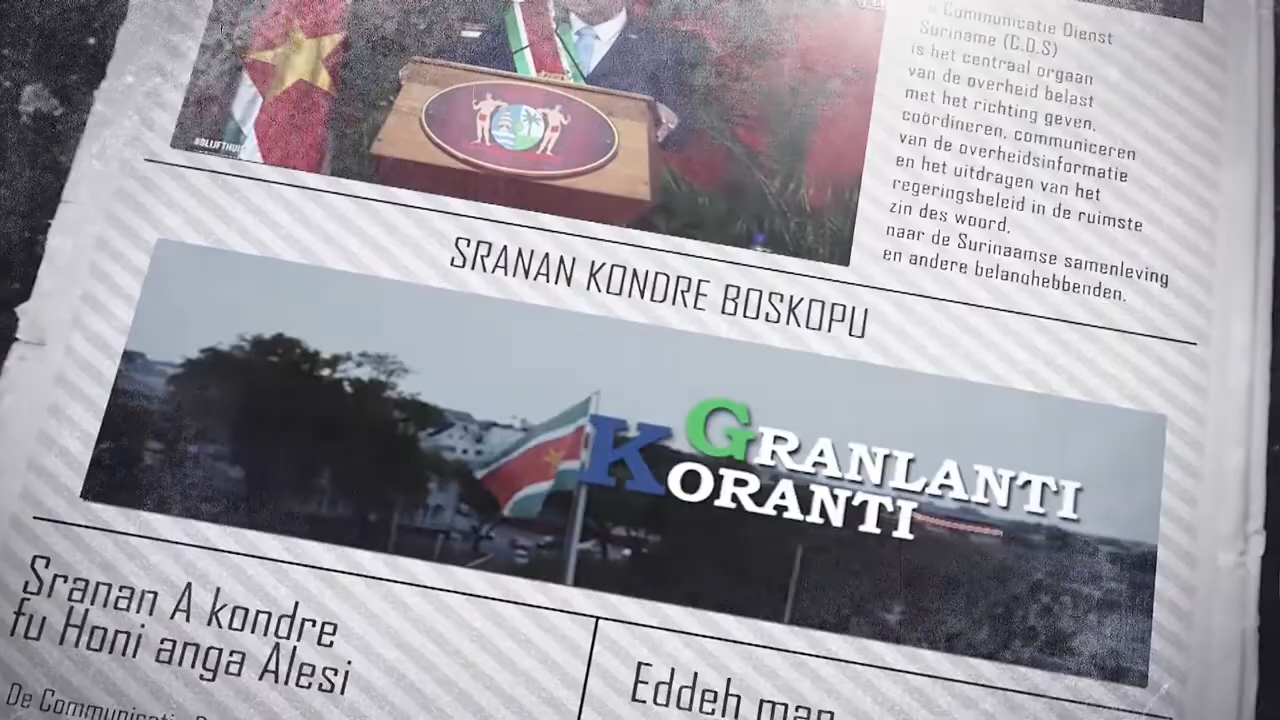 Communicatie Dienst
Suriname (C.D.S)
is het centraal orgaan
van de overheid belast
met het richting geven,
coördineren, communiceren
van de overheidsinformatie
en het uitdragen van het
regeringsbeleid in de ruimste
zin des woord,
naar de Surinaamse samenleving
en andere belanghebbenden.
SRANAN KONDRE BOSKOPU
GRANLANTI
KORANTI
Sranan A kondre
fu Honi anga Alesi
De
Eddeh man